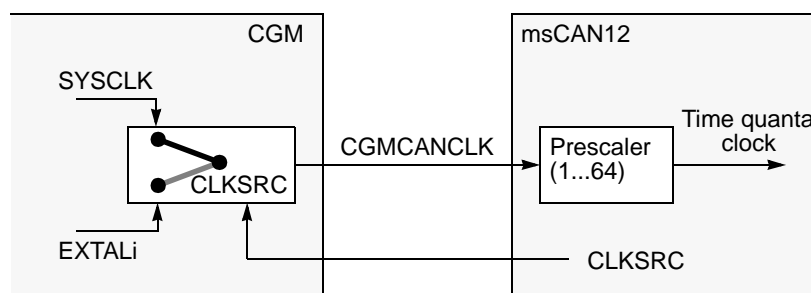 CGM
msCAN12
SYSCLK
CGMCANCLK
CLKSRC
EXTALi
Prescaler
(1...64)
Time quanta
clock
CLKSRC